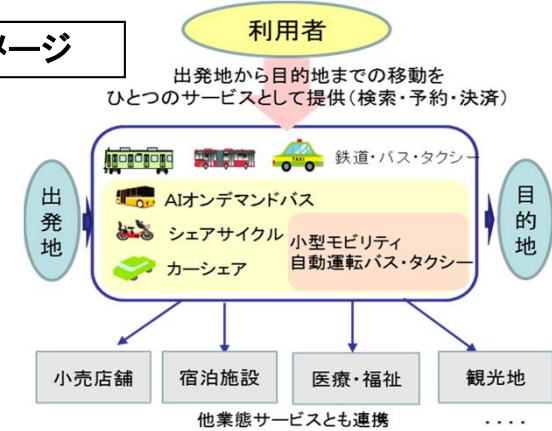 メージ
利用者
出発地から目的地までの移動を
ひとつのサービスとして提供（検索・予約・決済）
TAXI
鉄道・バス・タクシー
出発地
目的地
AIオンデマンドバス
シェアサイクル
カーシェア
小型モビリティ
自動運転バス・タクシー
小売店舗
宿泊施設
医療・福祉
観光地
他業態サービスとも連携
・・・・